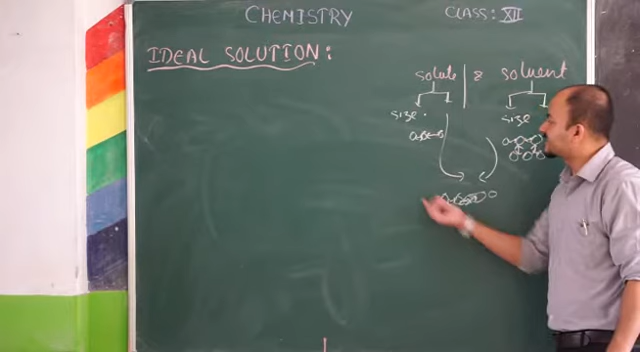 CHEMISTRY CLASS: XII
IDEAL SOLUTION:
solute & solvent
size size